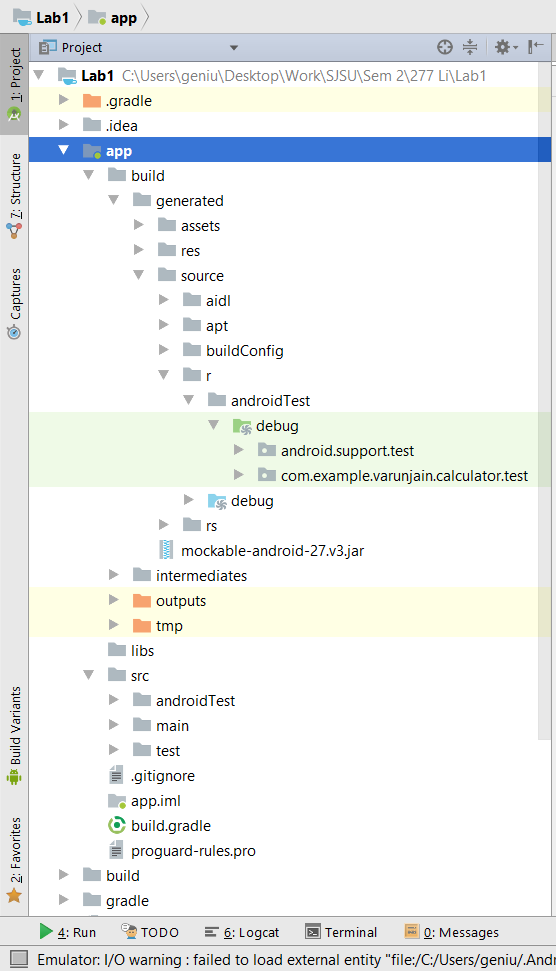 Lab1 app
Project
Lab1 C:\Users\geniu\Desktop\Work\SJSU\Sem 2\277 Li\Lab1
.gradle
.idea
app
build
generated
assets
res
source
aidl
apt
buildConfig
r
androidTest
debug
android.support.test
com.example.varunjain.calculator.test
debug
rs
mockable-android-27.v3.jar
intermediates
outputs
tmp
libs
src
androidTest
main
test
.gitignore
app.iml
build.gradle
proguard-rules.pro
build
gradle
1: Project
7: Structure
Captures
Build Variants
2: Favorites
4: Run TODO 6: Logcat Terminal 0: Messages
Emulator: I/O warning : failed to load external entity "file:/C:/Users/geniu/.Andr